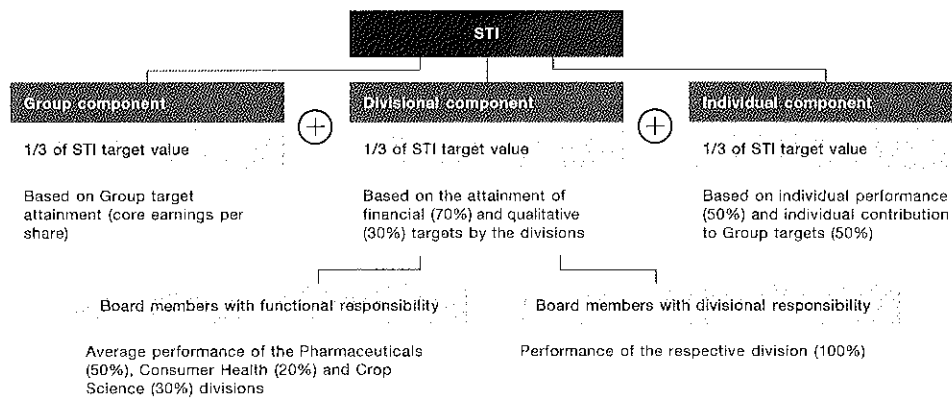 STI
Group component
1/3 of STI target value
Based on Group target
attainment (core earnings per
share)
Divisional component
1/3 of STI target value
Based on the attainment of
financial (70%) and qualitative
(30%) targets by the divisions
Individual component
1/3 of STI target value
Based on individual performance
(50%) and individual contribution
to Group targets (50%)
Board members with functional responsibility
Average performance of the Pharmaceuticals
(50%), Consumer Health (20%) and Crop
Science (30%) divisions
Board members with divisional responsibility
Performance of the respective division (100%)